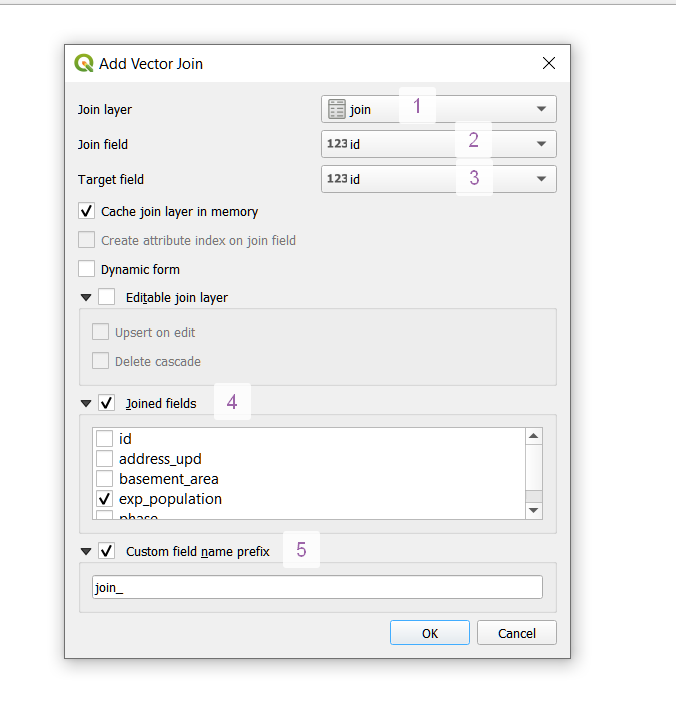 Add Vector Join
Join layer join 1
Join field 123 id 2
Target field 123 id 3
Cache join layer in memory
Create attribute index on join field
Dynamic form
Editable join layer
Upsert on edit
Delete cascade
Joined fields 4
id
address_upd
basement_area
exp_population
phase
Custom field name prefix 5
join_
OK Cancel